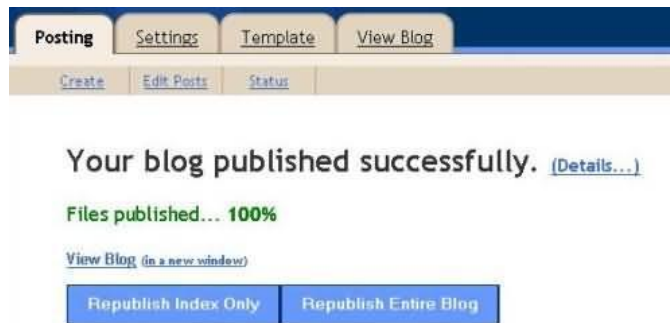 Posting Settings Template View Blog
Create Edit Posts Status
Your blog published successfully. (Details...)
Files published... 100%
View Blog (in a new window)
Republish Index Only Republish Entire Blog